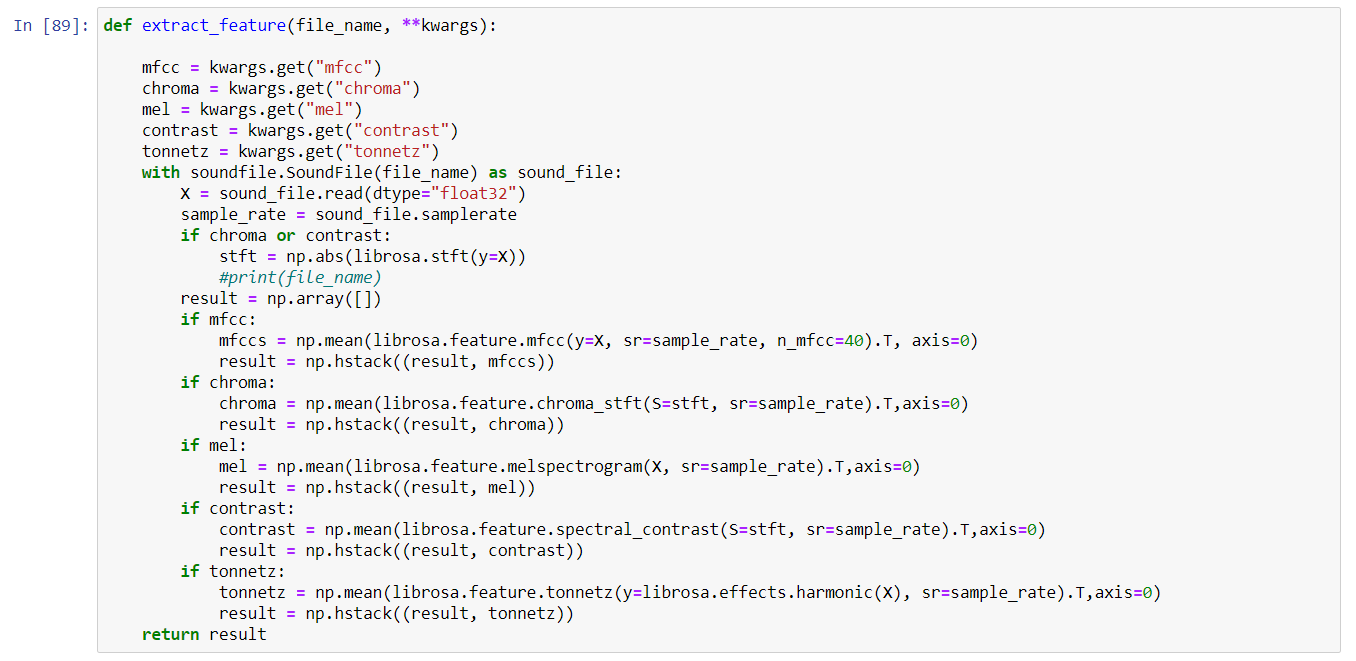 In [89]: def extract_feature(file_name, **kwargs):

    mfcc = kwargs.get("mfcc")
    chroma = kwargs.get("chroma")
    mel = kwargs.get("mel")
    contrast = kwargs.get("contrast")
    tonnetz = kwargs.get("tonnetz")
    with soundfile.SoundFile(file_name) as sound_file:
        X = sound_file.read(dtype="float32")
        sample_rate = sound_file.samplerate
        if chroma or contrast:
            stft = np.abs(librosa.stft(y=X))
            #print(file_name)
        result = np.array([])
        if mfcc:
            mfccs = np.mean(librosa.feature.mfcc(y=X, sr=sample_rate, n_mfcc=40).T, axis=0)
            result = np.hstack((result, mfccs))
        if chroma:
            chroma = np.mean(librosa.feature.chroma_stft(S=stft, sr=sample_rate).T,axis=0)
            result = np.hstack((result, chroma))
        if mel:
            mel = np.mean(librosa.feature.melspectrogram(X, sr=sample_rate).T,axis=0)
            result = np.hstack((result, mel))
        if contrast:
            contrast = np.mean(librosa.feature.spectral_contrast(S=stft, sr=sample_rate).T,axis=0)
            result = np.hstack((result, contrast))
        if tonnetz:
            tonnetz = np.mean(librosa.feature.tonnetz(y=librosa.effects.harmonic(X), sr=sample_rate).T,axis=0)
            result = np.hstack((result, tonnetz))
    return result